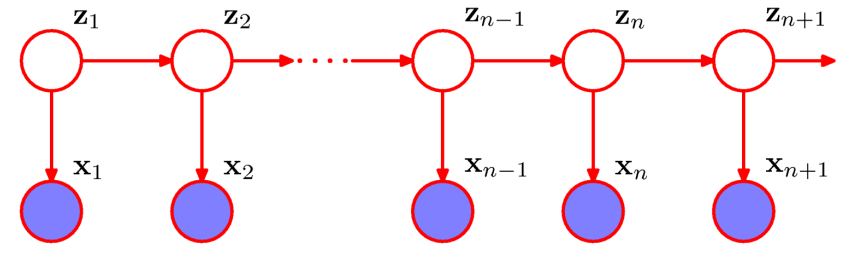 z₁ z₂ zₙ₋₁ zₙ zₙ₊₁
x₁ x₂ xₙ₋₁ xₙ xₙ₊₁